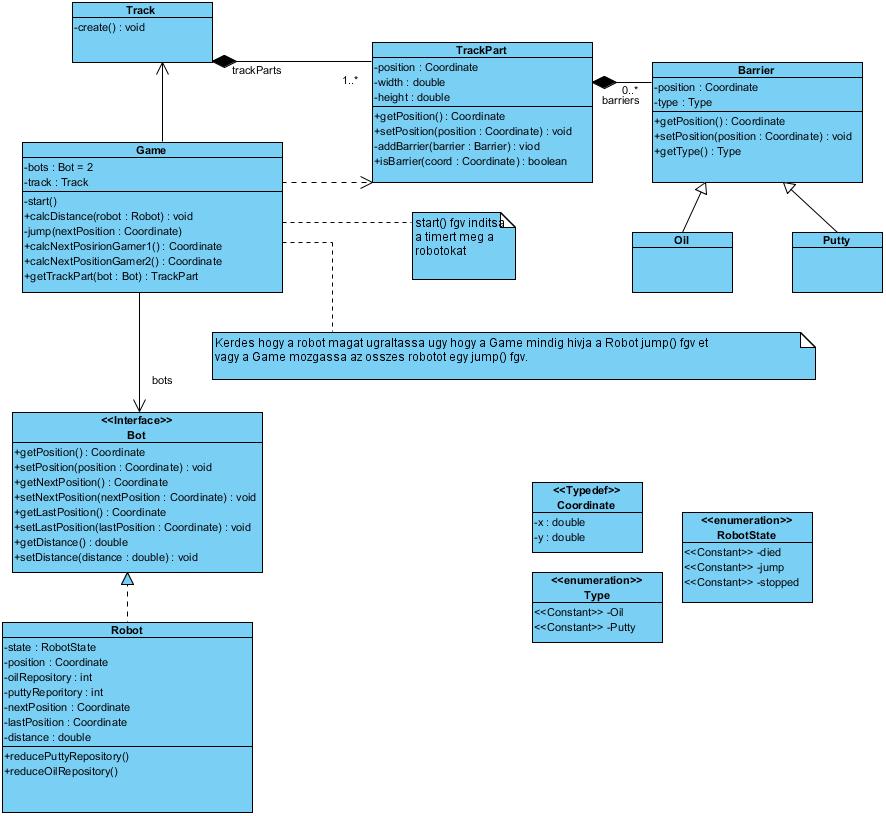 Track
-create() : void
trackParts
1..*
TrackPart
-position : Coordinate
-width : double
-height : double
+getPosition() : Coordinate
+setPosition(position : Coordinate) : void
-addBarrier(barrier : Barrier) : viod
+isBarrier(coord : Coordinate) : boolean
0..*
barriers
Barrier
-position : Coordinate
-type : Type
+getPosition() : Coordinate
+setPosition(position : Coordinate) : void
+getType() : Type
Oil
Putty
Game
-bots : Bot = 2
-track : Track
-start()
+calcDistance(robot : Robot) : void
-jump(nextPosition : Coordinate)
+calcNextPosirionGamer1() : Coordinate
+calcNextPositionGamer2() : Coordinate
+getTrackPart(bot : Bot) : TrackPart
start() fgv inditsa
a timert meg a
robotokat
Kerdes hogy a robot magat ugraltassa ugy hogy a Game mindig hivja a Robot jump() fgv et
vagy a Game mozgassa az osszes robotot egy jump() fgv.
bots
<<Interface>>
Bot
+getPosition() : Coordinate
+setPosition(position : Coordinate) : void
+getNextPosition() : Coordinate
+setNextPosition(nextPosition : Coordinate) : void
+getLastPosition() : Coordinate
+setLastPosition(lastPosition : Coordinate) : void
+getDistance() : double
+setDistance(distance : double) : void
Robot
-state : RobotState
-position : Coordinate
-oilRepository : int
-puttyReporitory : int
-nextPosition : Coordinate
-lastPosition : Coordinate
-distance : double
+reducePuttyRepository()
+reduceOilRepository()
<<Typedef>>
Coordinate
-x : double
-y : double
<<enumeration>>
Type
<<Constant>> -Oil
<<Constant>> -Putty
<<enumeration>>
RobotState
<<Constant>> -died
<<Constant>> -jump
<<Constant>> -stopped